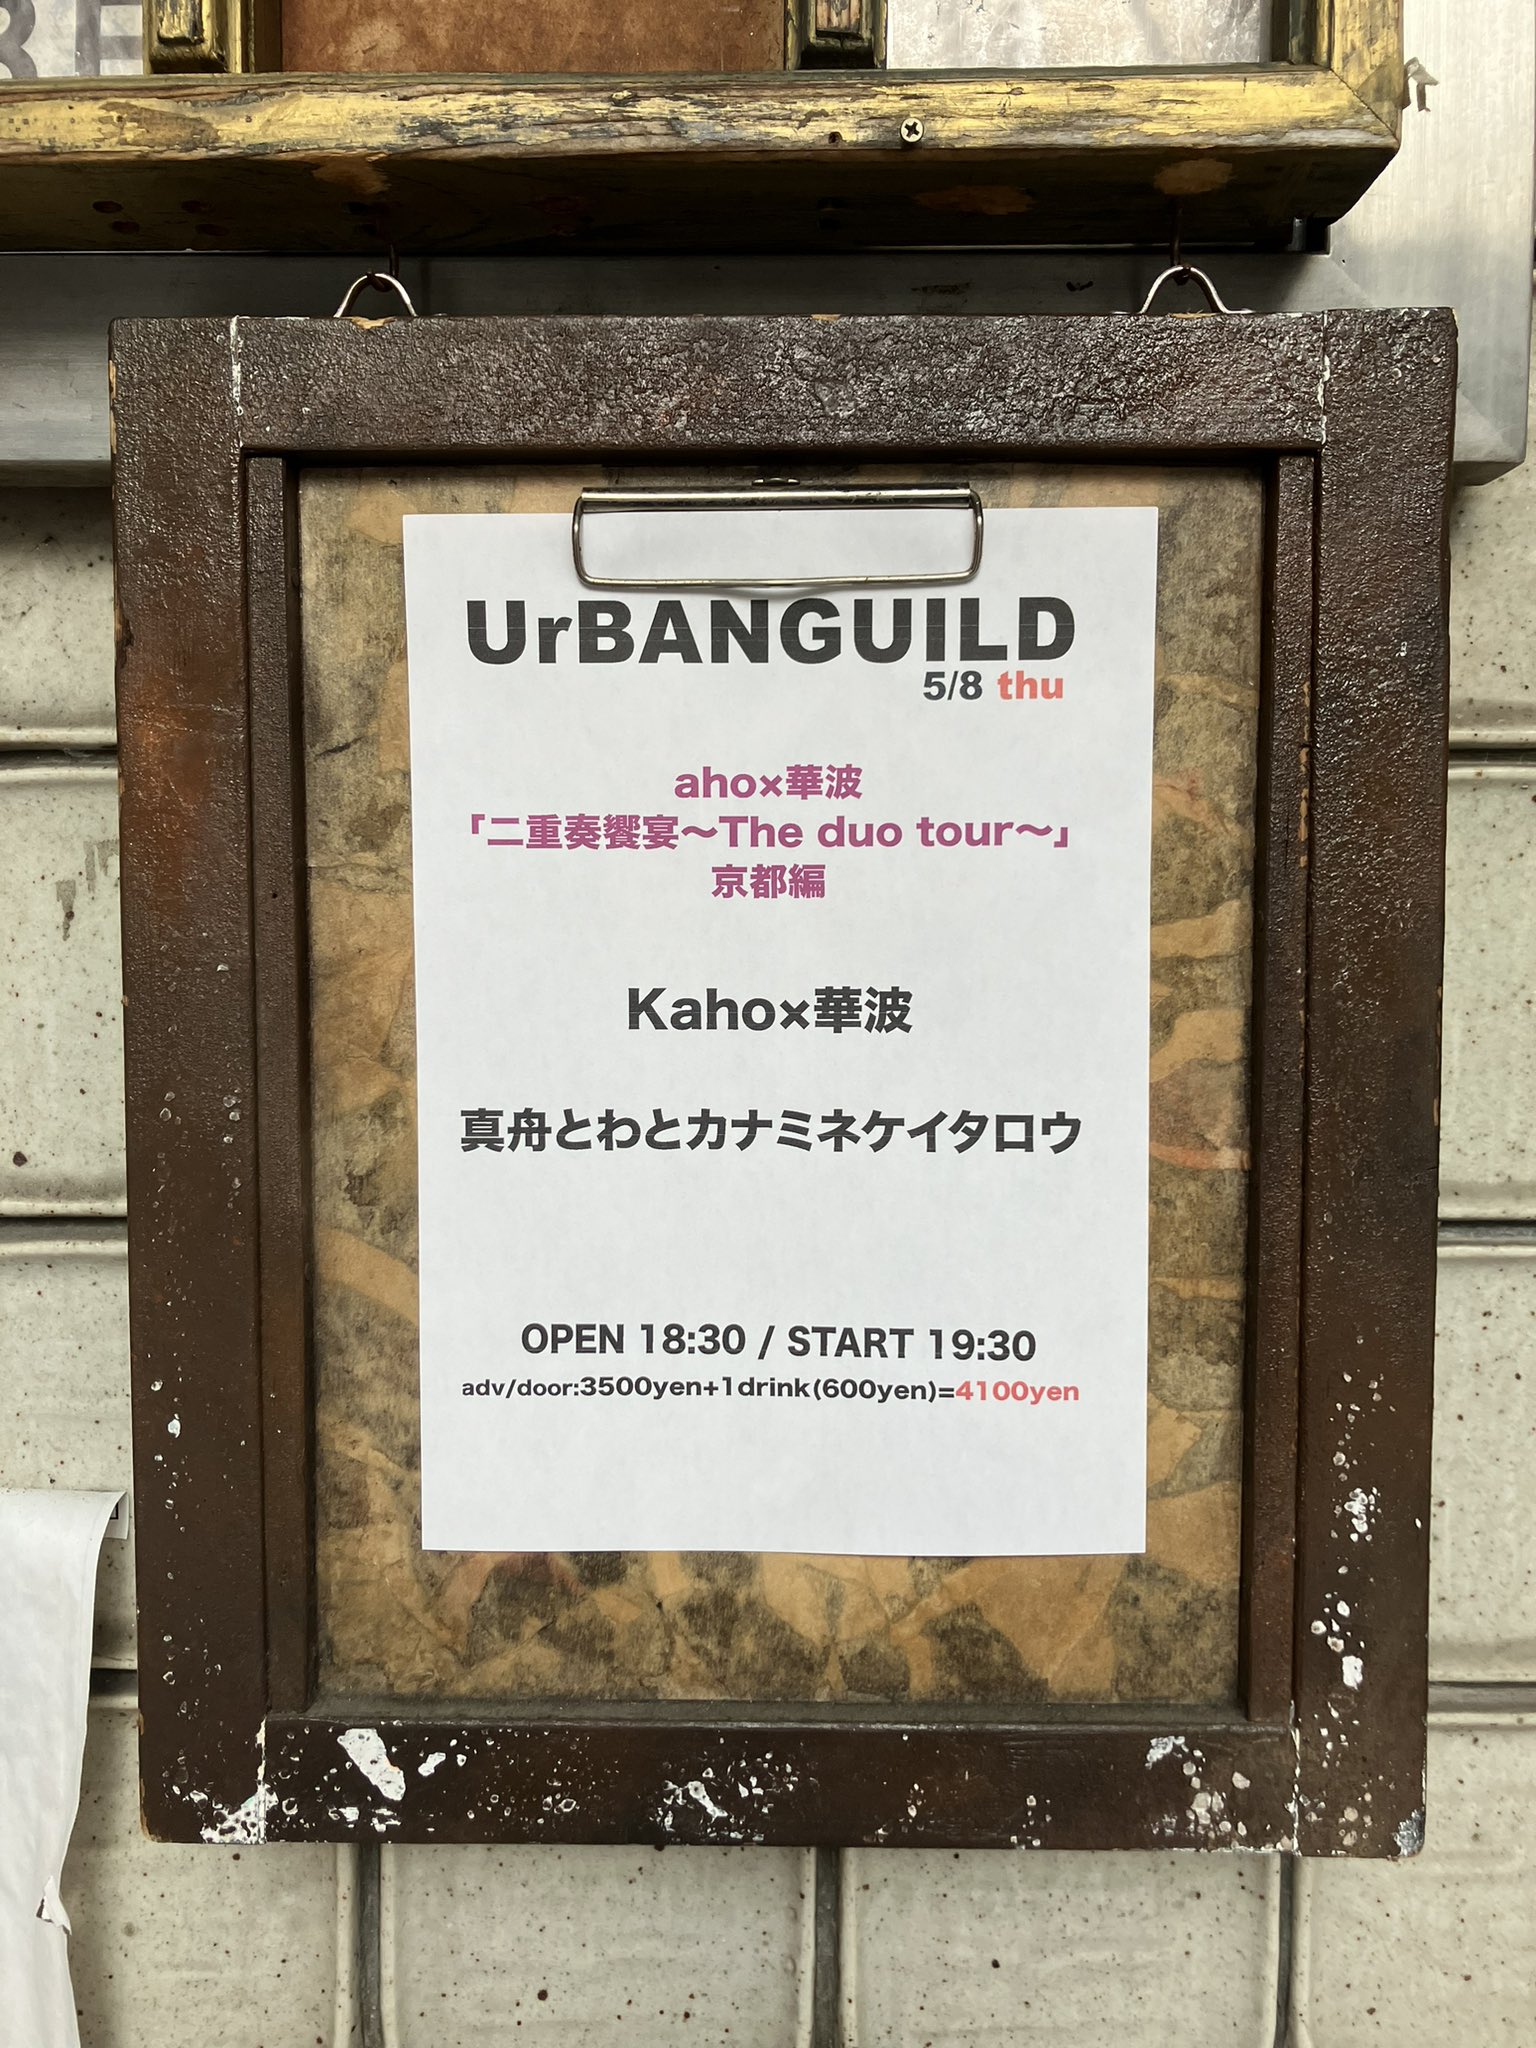 UrBANGUILD
5/8 thu
aho×華波
『二重奏饗宴〜The duo tour〜』
京都編
Kaho×華波
真舟とわとカナミネケイタロウ
OPEN 18:30 / START 19:30
adv/door:3500yen+1drink(600yen)=4100yen